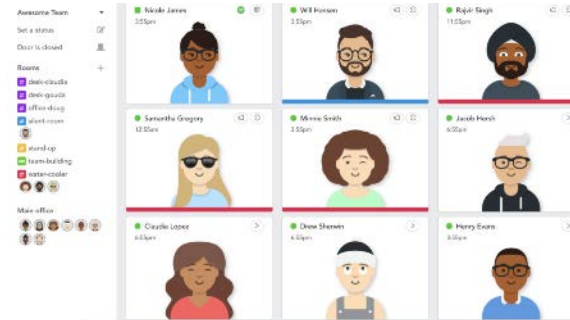 Awesome Team
Set a status
Door is closed
Rooms
desk-claudia
desk-gouda
office-doug
silent-room
stand-up
team-building
water-cooler
Main office
Nicole James
3:55pm
Will Hansen
3:55pm
Rajvir Singh
11:55pm
Samantha Gregory
12:55am
Minnie Smith
3:55pm
Jacob Hersh
6:55pm
Claudia Lopez
6:55pm
Drew Sherwin
6:55pm
Henry Evans
3:55pm